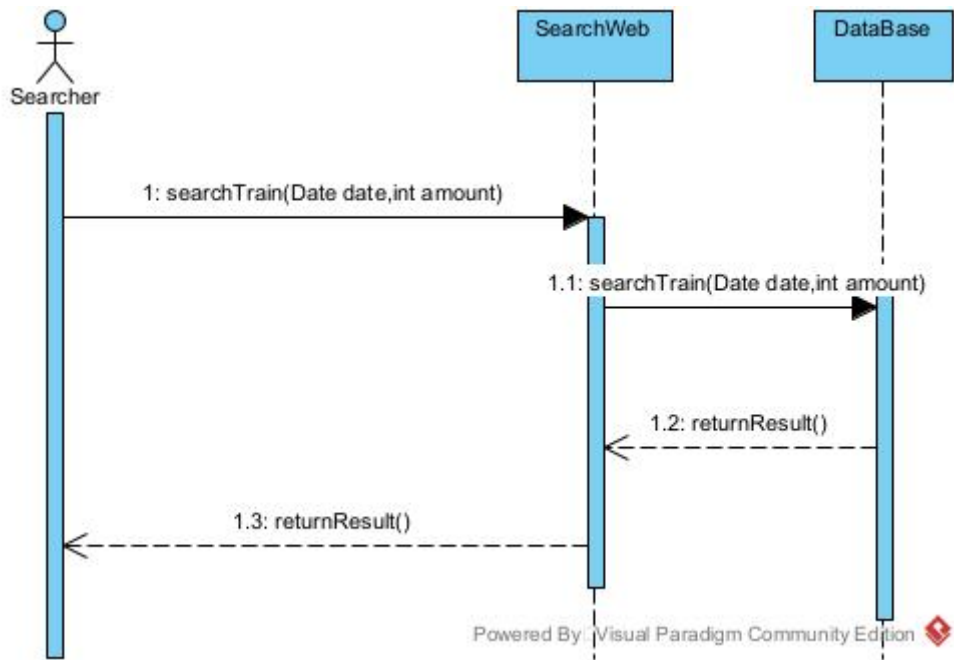 SearchWeb
DataBase
Searcher
1: searchTrain(Date date,int amount)
1.1: searchTrain(Date date,int amount)
1.2: returnResult()
1.3: returnResult()
Powered By Visual Paradigm Community Edition